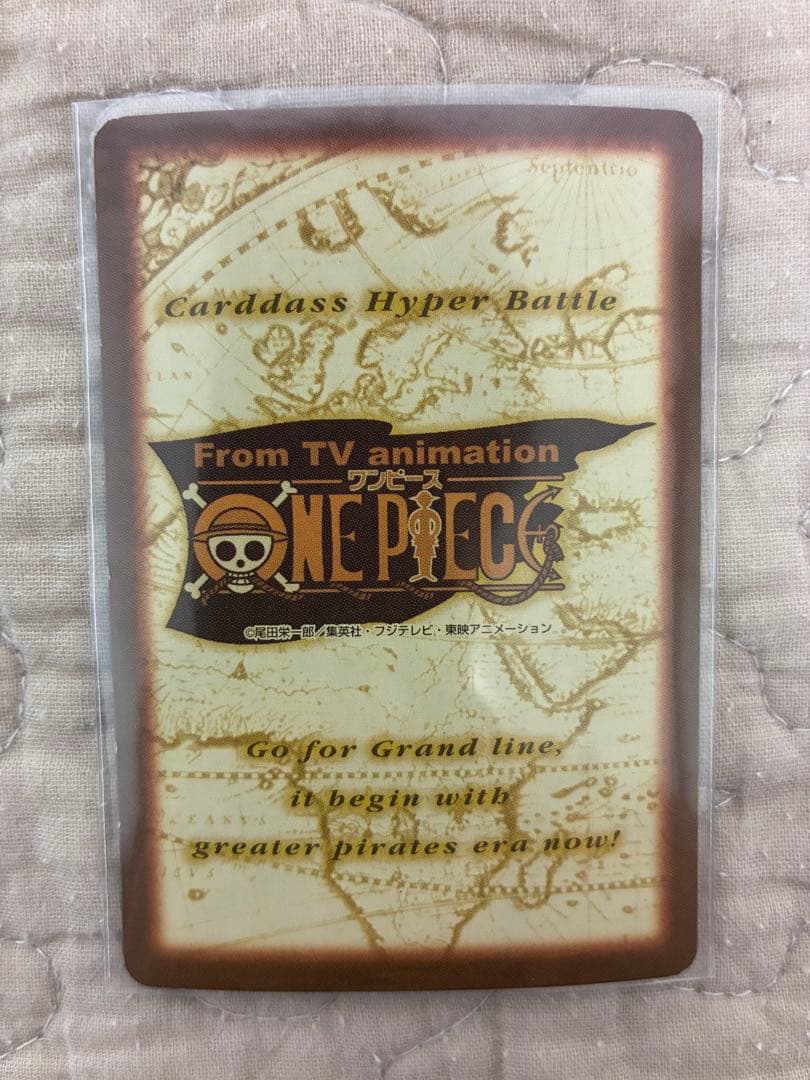 Septentrio
Carddass Hyper Battle
From TV animation
ワンピース
ONE PIECE
©尾田栄一郎/集英社・フジテレビ・東映アニメーション
Go for Grand line,
it begin with
greater pirates era now!